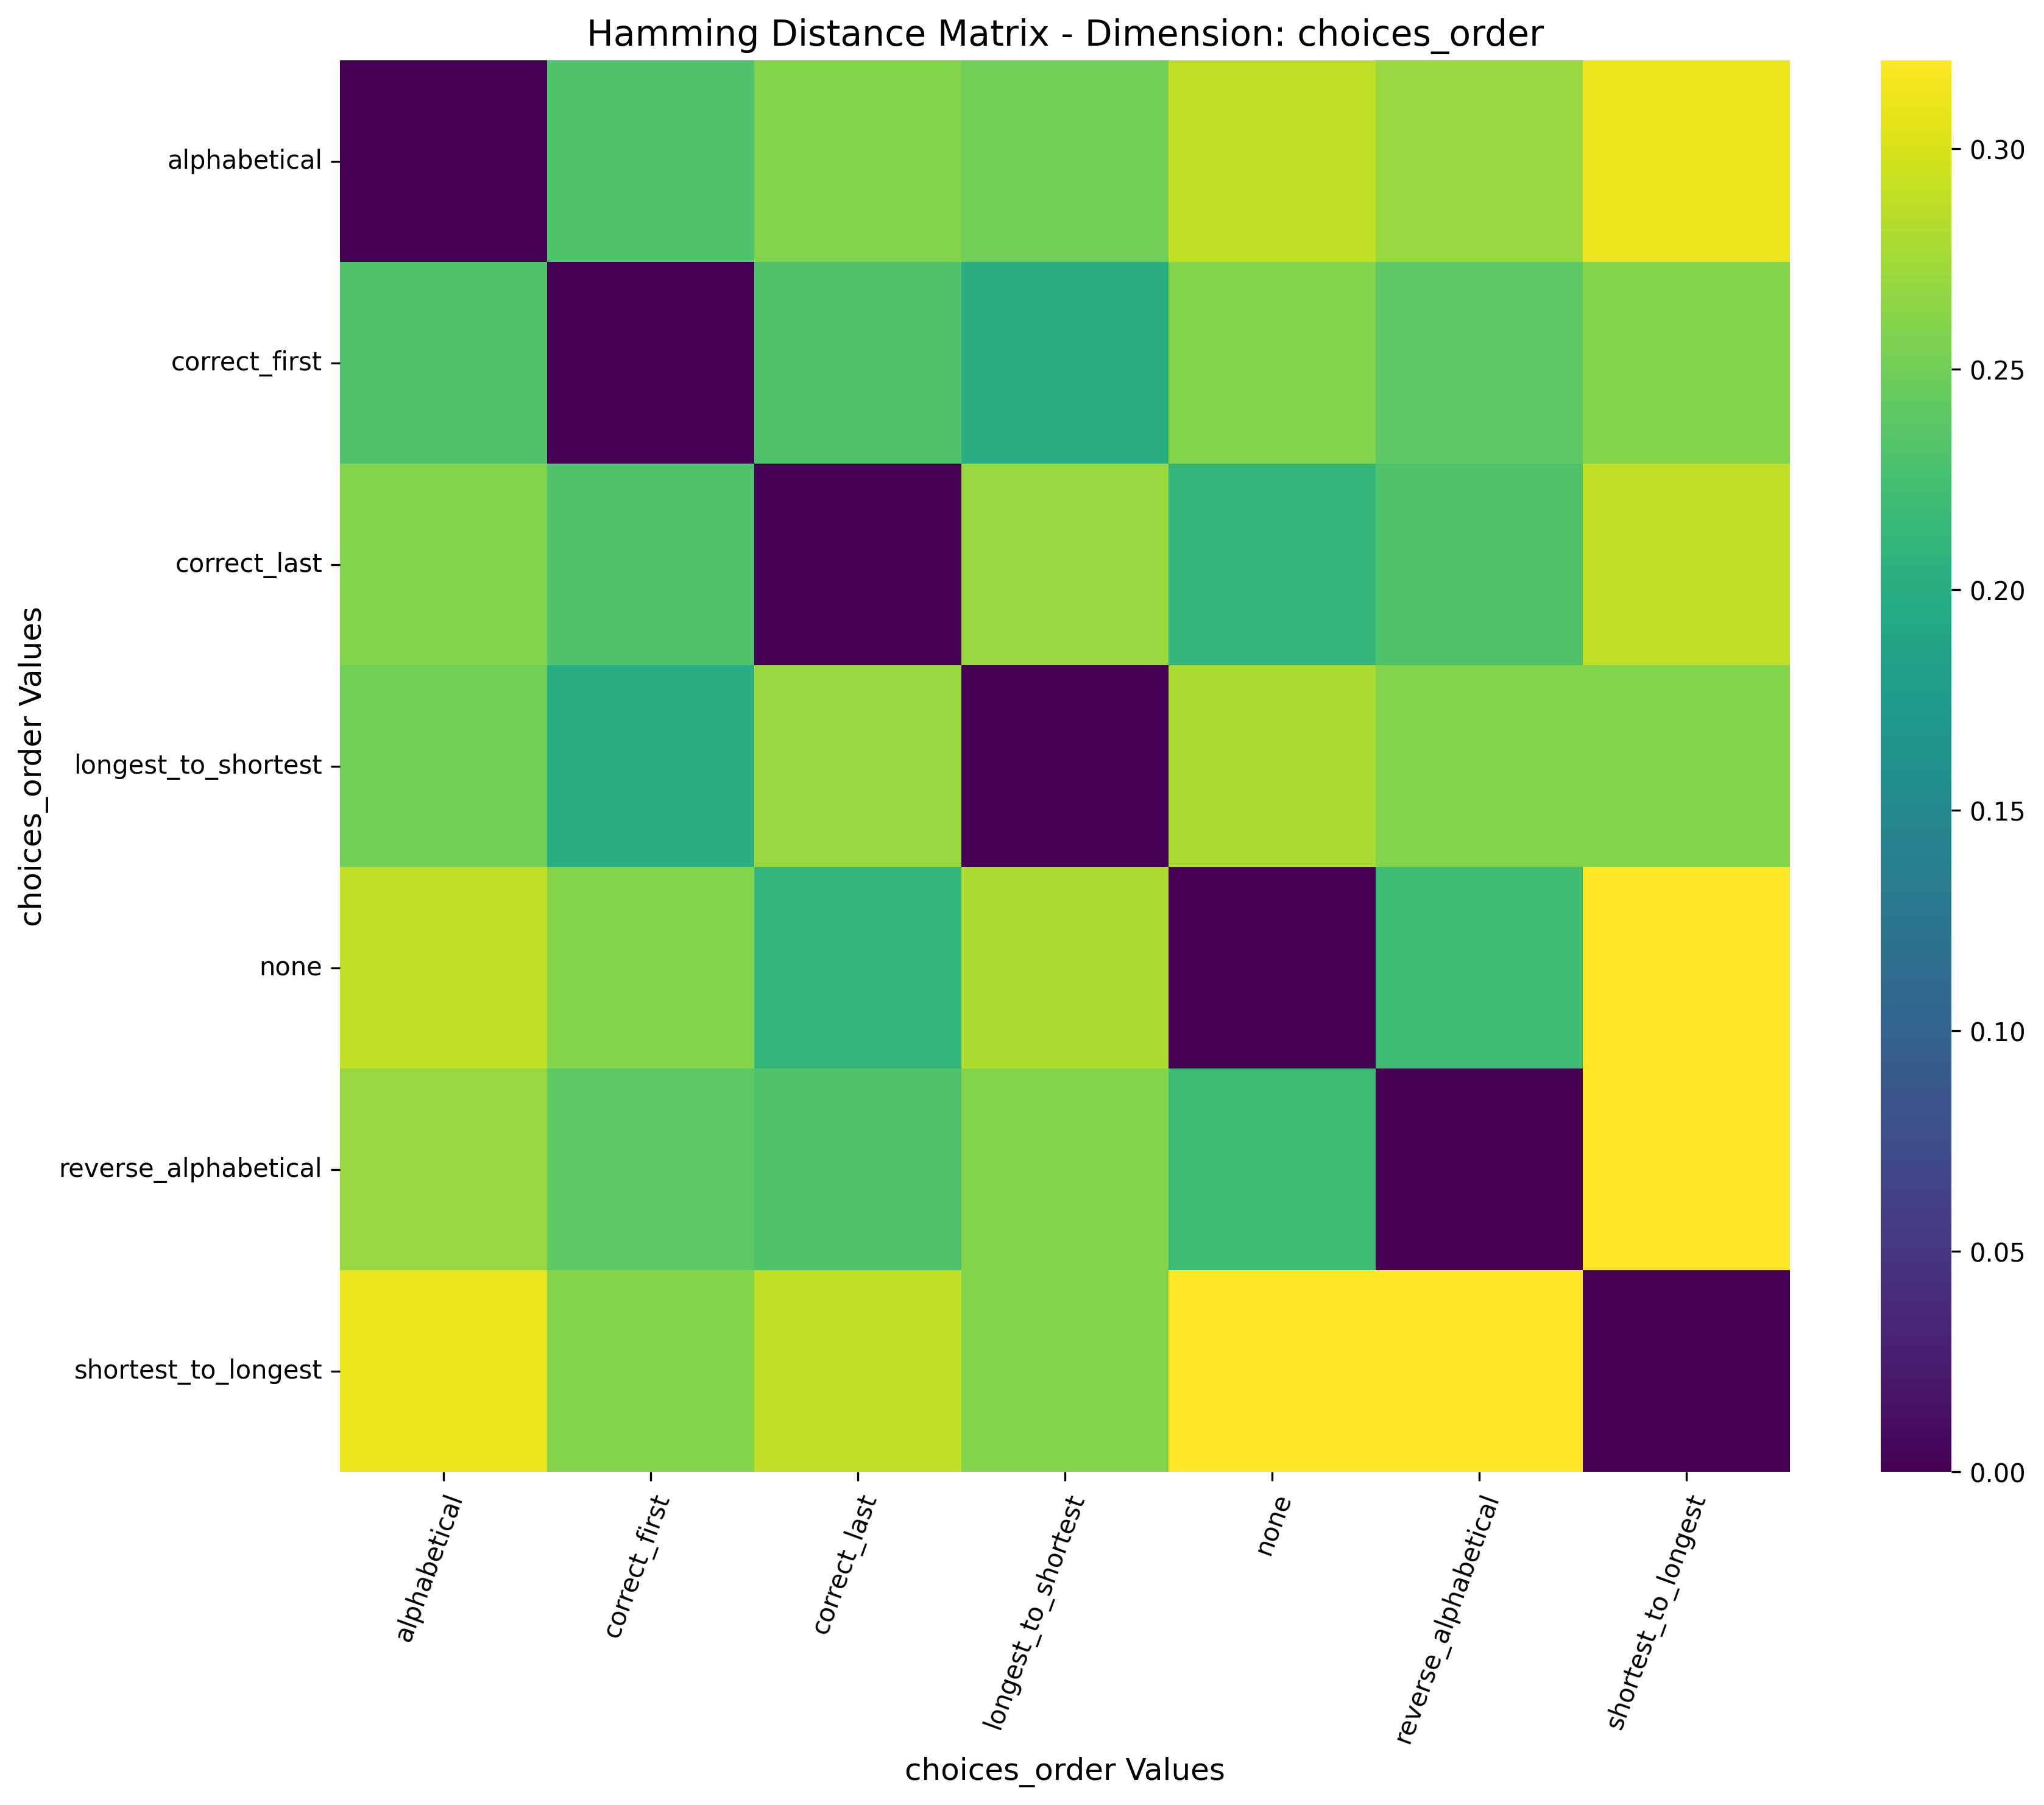 Hamming Distance Matrix - Dimension: choices_order
choices_order Values
alphabetical
correct_first
correct_last
longest_to_shortest
none
reverse_alphabetical
shortest_to_longest
alphabetical
correct_first
correct_last
longest_to_shortest
none
reverse_alphabetical
shortest_to_longest
choices_order Values
0.30
0.25
0.20
0.15
0.10
0.05
0.00